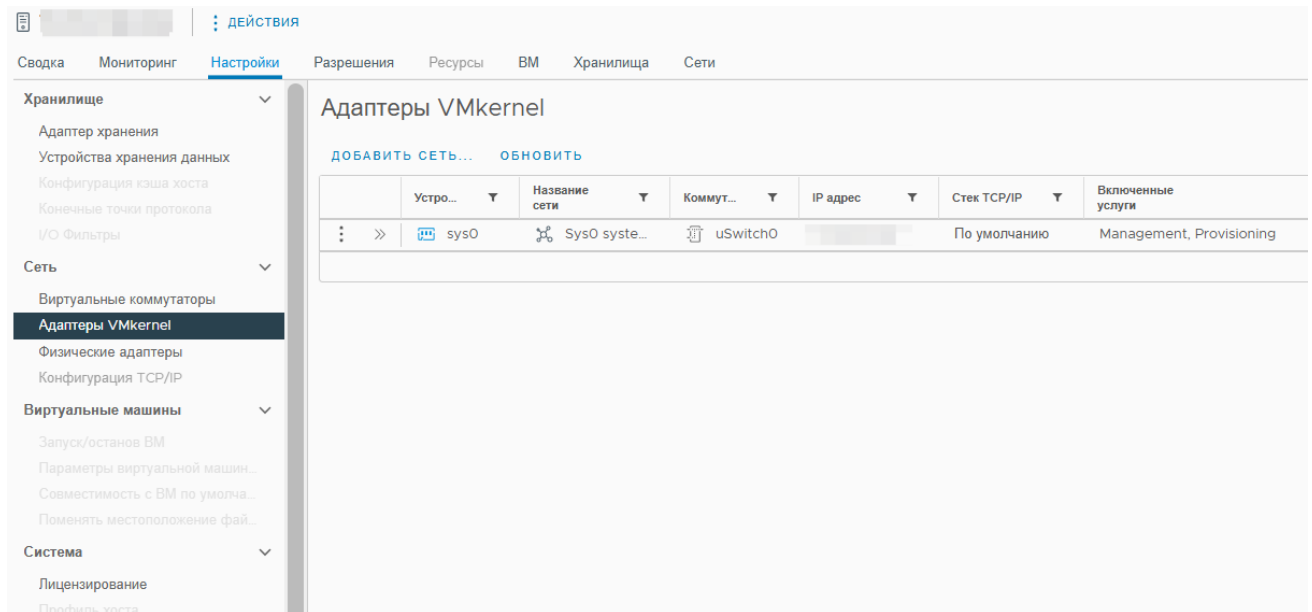 ДЕЙСТВИЯ
Сводка Мониторинг Настройки Разрешения Ресурсы ВМ Хранилища Сети
Хранилище
Адаптер хранения
Устройства хранения данных
Конфигурация кэша хоста
Конечные точки протокола
I/O Фильтры
Сеть
Виртуальные коммутаторы
Адаптеры VMkernel
Физические адаптеры
Конфигурация TCP/IP
Виртуальные машины
Запуск/останов ВМ
Параметры виртуальной машин...
Совместимость с ВМ по умолча...
Поменять местоположение фай...
Система
Лицензирование
Профиль хоста
Адаптеры VMkernel
ДОБАВИТЬ СЕТЬ... ОБНОВИТЬ
Устро... Название сети Коммут... IP адрес Стек TCP/IP Включенные услуги
sys0 Sys0 syste... uSwitch0 По умолчанию Management, Provisioning